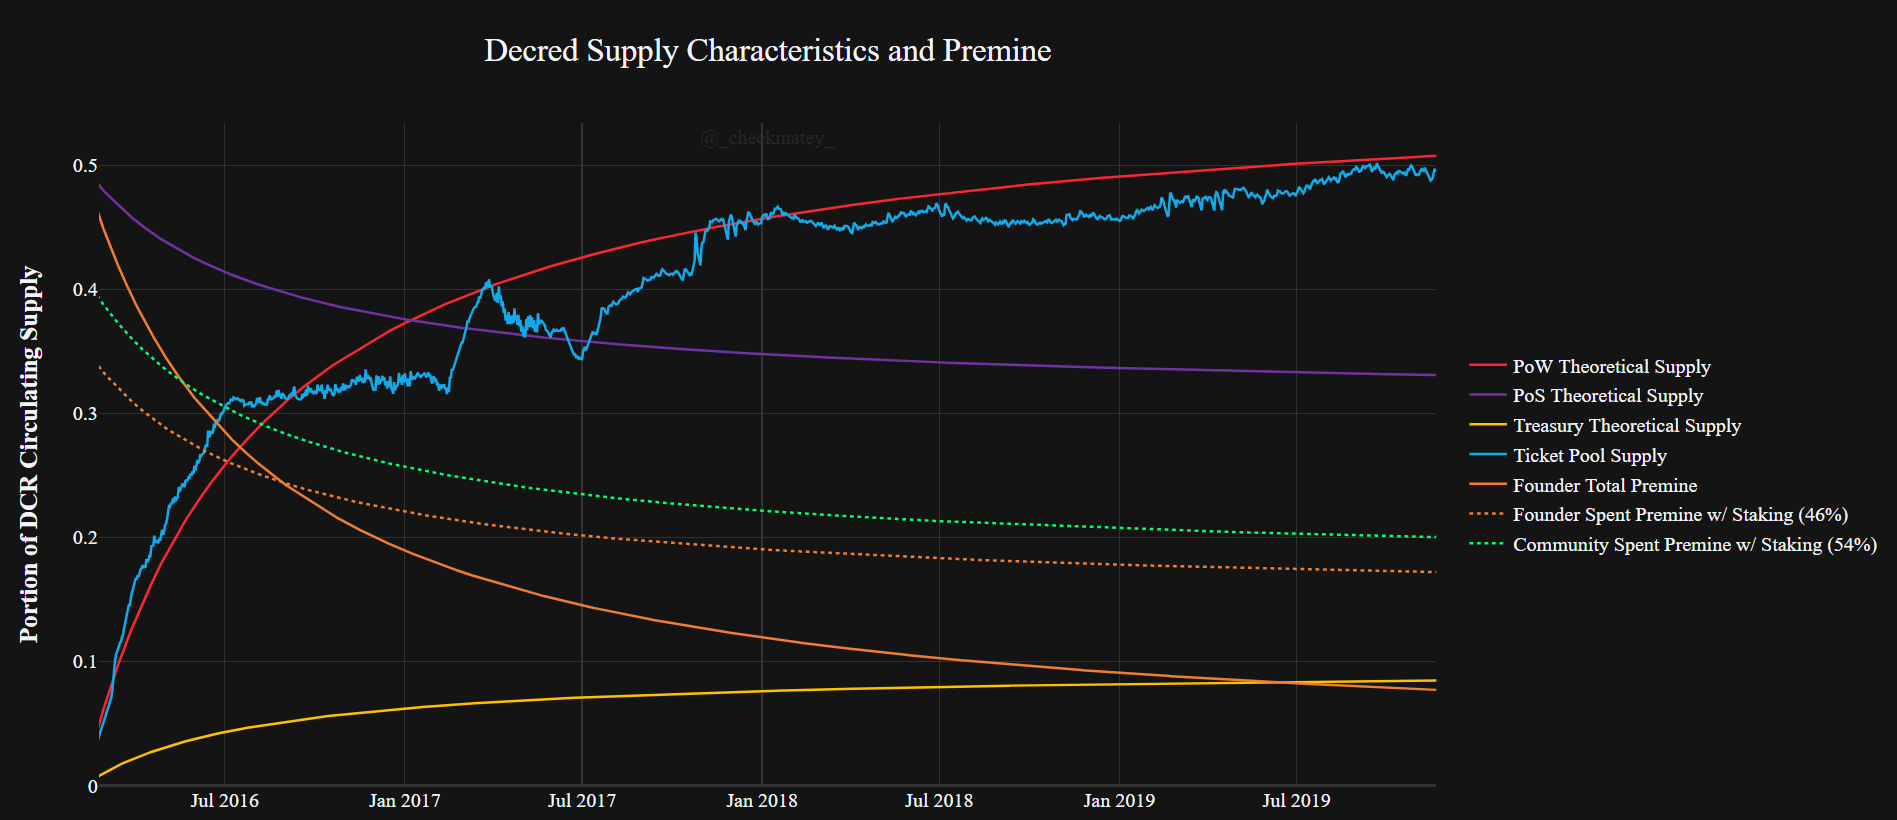 Decred Supply Characteristics and Premine
@_checkmatey_
Portion of DCR Circulating Supply
0.5
0.4
0.3
0.2
0.1
0
Jul 2016
Jan 2017
Jul 2017
Jan 2018
Jul 2018
Jan 2019
Jul 2019
PoW Theoretical Supply
PoS Theoretical Supply
Treasury Theoretical Supply
Ticket Pool Supply
Founder Total Premine
Founder Spent Premine w/ Staking (46%)
Community Spent Premine w/ Staking (54%)